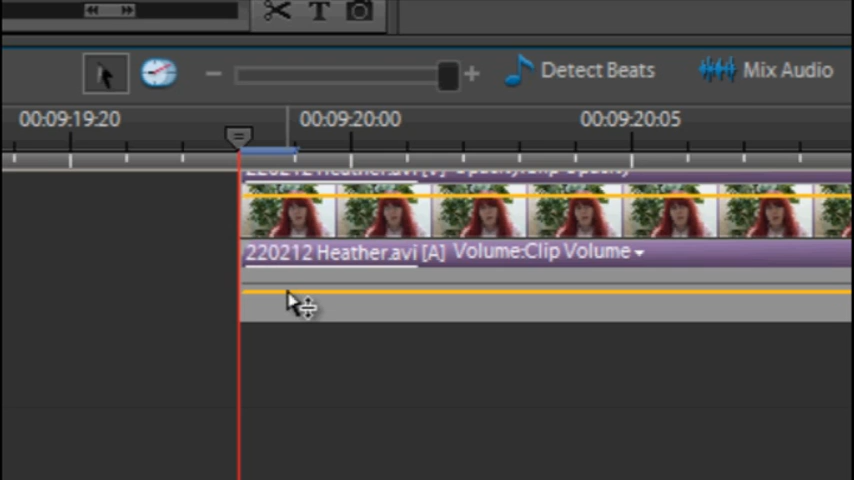 T
Detect Beats
Mix Audio
00:09:19:20
00:09:20:00
00:09:20:05
220212 Heather.avi [V] Opacity:Clip Opacity
220212 Heather.avi [A] Volume:Clip Volume